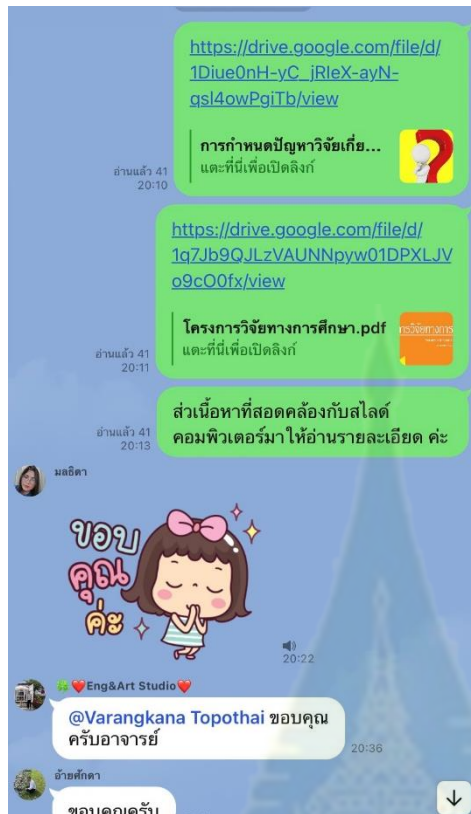 https://drive.google.com/file/d/
1Diue0nH-yC_jRIeX-ayN-
qsl4owPgiTb/view
การกำหนดปัญหาวิจัยเกี่ย...
แตะที่นี่เพื่อเปิดลิงก์
อ่านแล้ว 41
20:10
https://drive.google.com/file/d/
1q7Jb9QJLzVAUNNpyw01DPXLJV
o9cO0fx/view
โครงการวิจัยทางการศึกษา.pdf
แตะที่นี่เพื่อเปิดลิงก์
อ่านแล้ว 41
20:11
ส่วเนื้อหาที่สอดคล้องกับสไลด์
คอมพิวเตอร์มาให้อ่านรายละเอียด ค่ะ
อ่านแล้ว 41
20:13
มลธิดา
ขอบ
คุณ
ค่ะ
20:22
🍀❤️Eng&Art Studio❤️
@Varangkana Topothai ขอบคุณ
ครับอาจารย์
20:36
อ้ายศักดา
ขอบคุณครับ